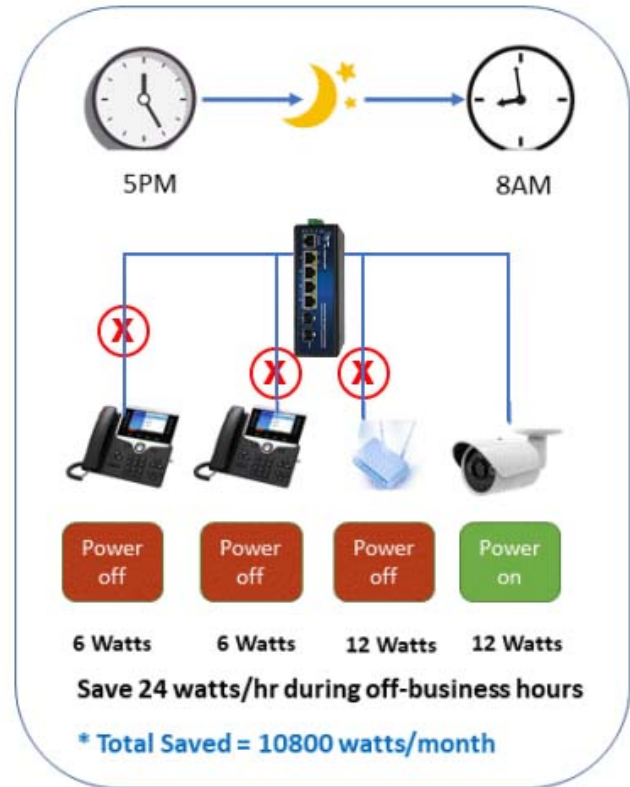 5PM
8AM
X
X
X
Power off
Power off
Power off
Power on
6 Watts
6 Watts
12 Watts
12 Watts
Save 24 watts/hr during off-business hours
* Total Saved = 10800 watts/month